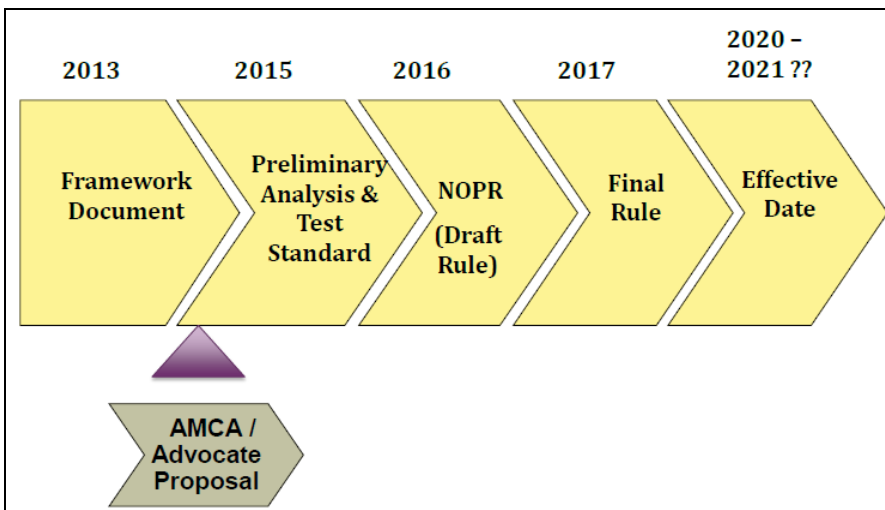 2013
2015
2016
2017
2020 –
2021 ??
Framework
Document
Preliminary
Analysis &
Test
Standard
NOPR
(Draft
Rule)
Final
Rule
Effective
Date
AMCA /
Advocate
Proposal